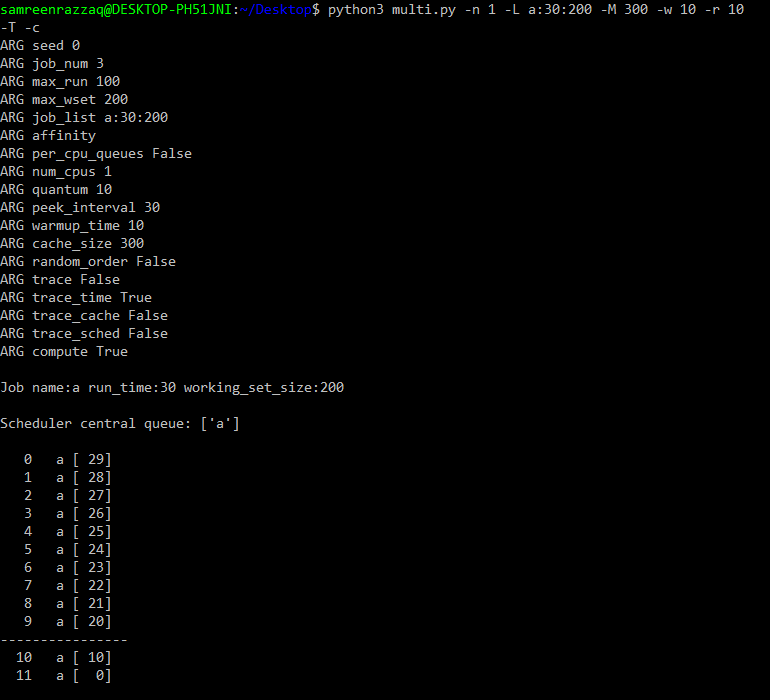 samreenrazzaq@DESKTOP-PH51JNI:~/Desktop$ python3 multi.py -n 1 -L a:30:200 -M 300 -w 10 -r 10
-T -c
ARG seed 0
ARG job_num 3
ARG max_run 100
ARG max_wset 200
ARG job_list a:30:200
ARG affinity
ARG per_cpu_queues False
ARG num_cpus 1
ARG quantum 10
ARG peek_interval 30
ARG warmup_time 10
ARG cache_size 300
ARG random_order False
ARG trace False
ARG trace_time True
ARG trace_cache False
ARG trace_sched False
ARG compute True

Job name:a run_time:30 working_set_size:200

Scheduler central queue: ['a']

   0   a [ 29]
   1   a [ 28]
   2   a [ 27]
   3   a [ 26]
   4   a [ 25]
   5   a [ 24]
   6   a [ 23]
   7   a [ 22]
   8   a [ 21]
   9   a [ 20]
----------------
  10   a [ 10]
  11   a [  0]